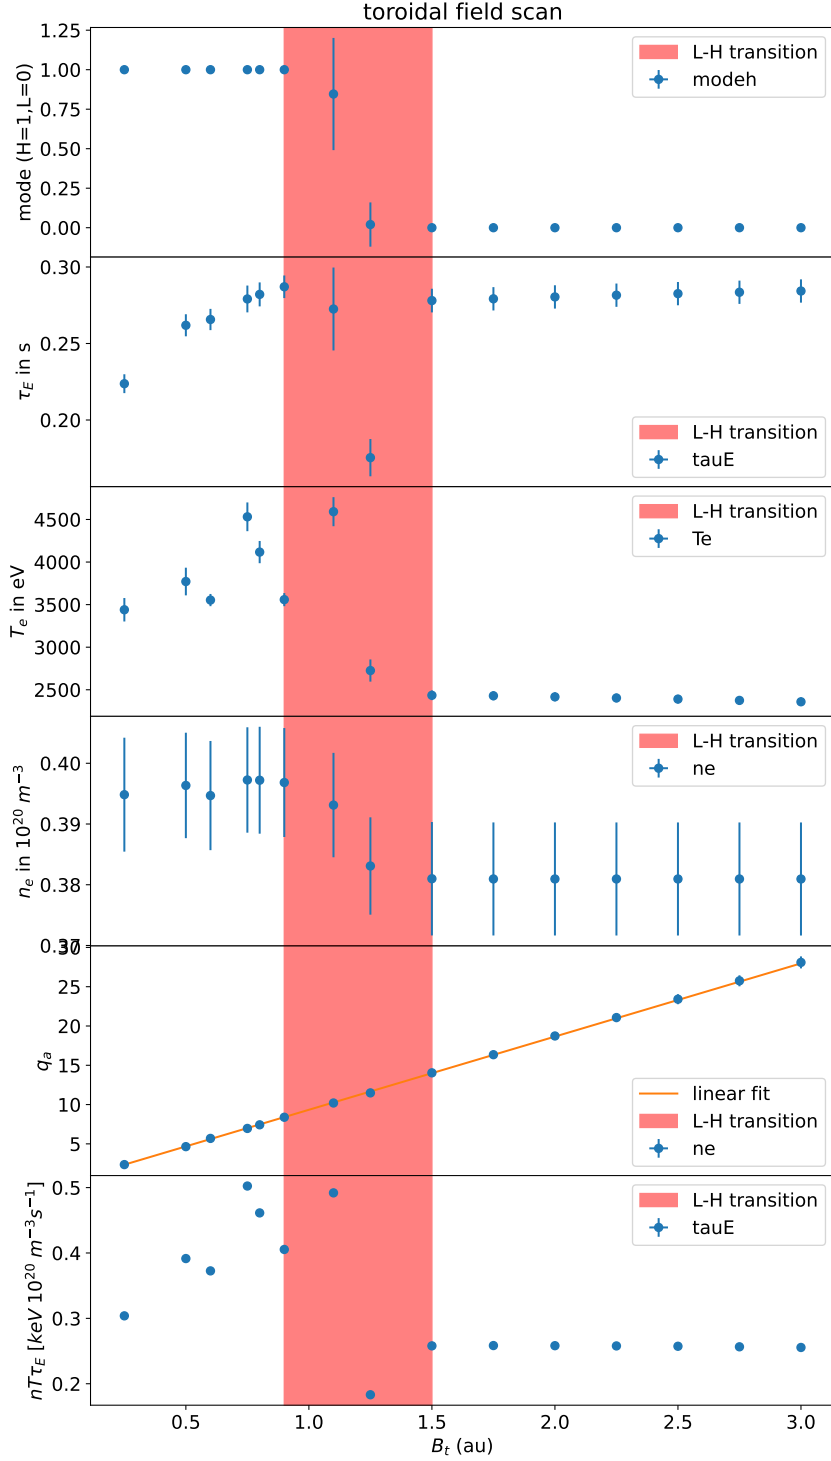 toroidal field scan
1.25
1.00
0.75
0.50
0.25
0.00
mode (H=1,L=0)
L-H transition
modeh
0.30
0.25
0.20
τ_E in s
L-H transition
tauE
4500
4000
3500
3000
2500
T_e in eV
L-H transition
Te
0.40
0.39
0.38
0.37
n_e in 10^20 m^−3
L-H transition
ne
30
25
20
15
10
5
q_a
linear fit
L-H transition
ne
0.5
0.4
0.3
0.2
nTτ_E [keV 10^20 m^−3 s^−1]
L-H transition
tauE
0.5 1.0 1.5 2.0 2.5 3.0
B_t (au)